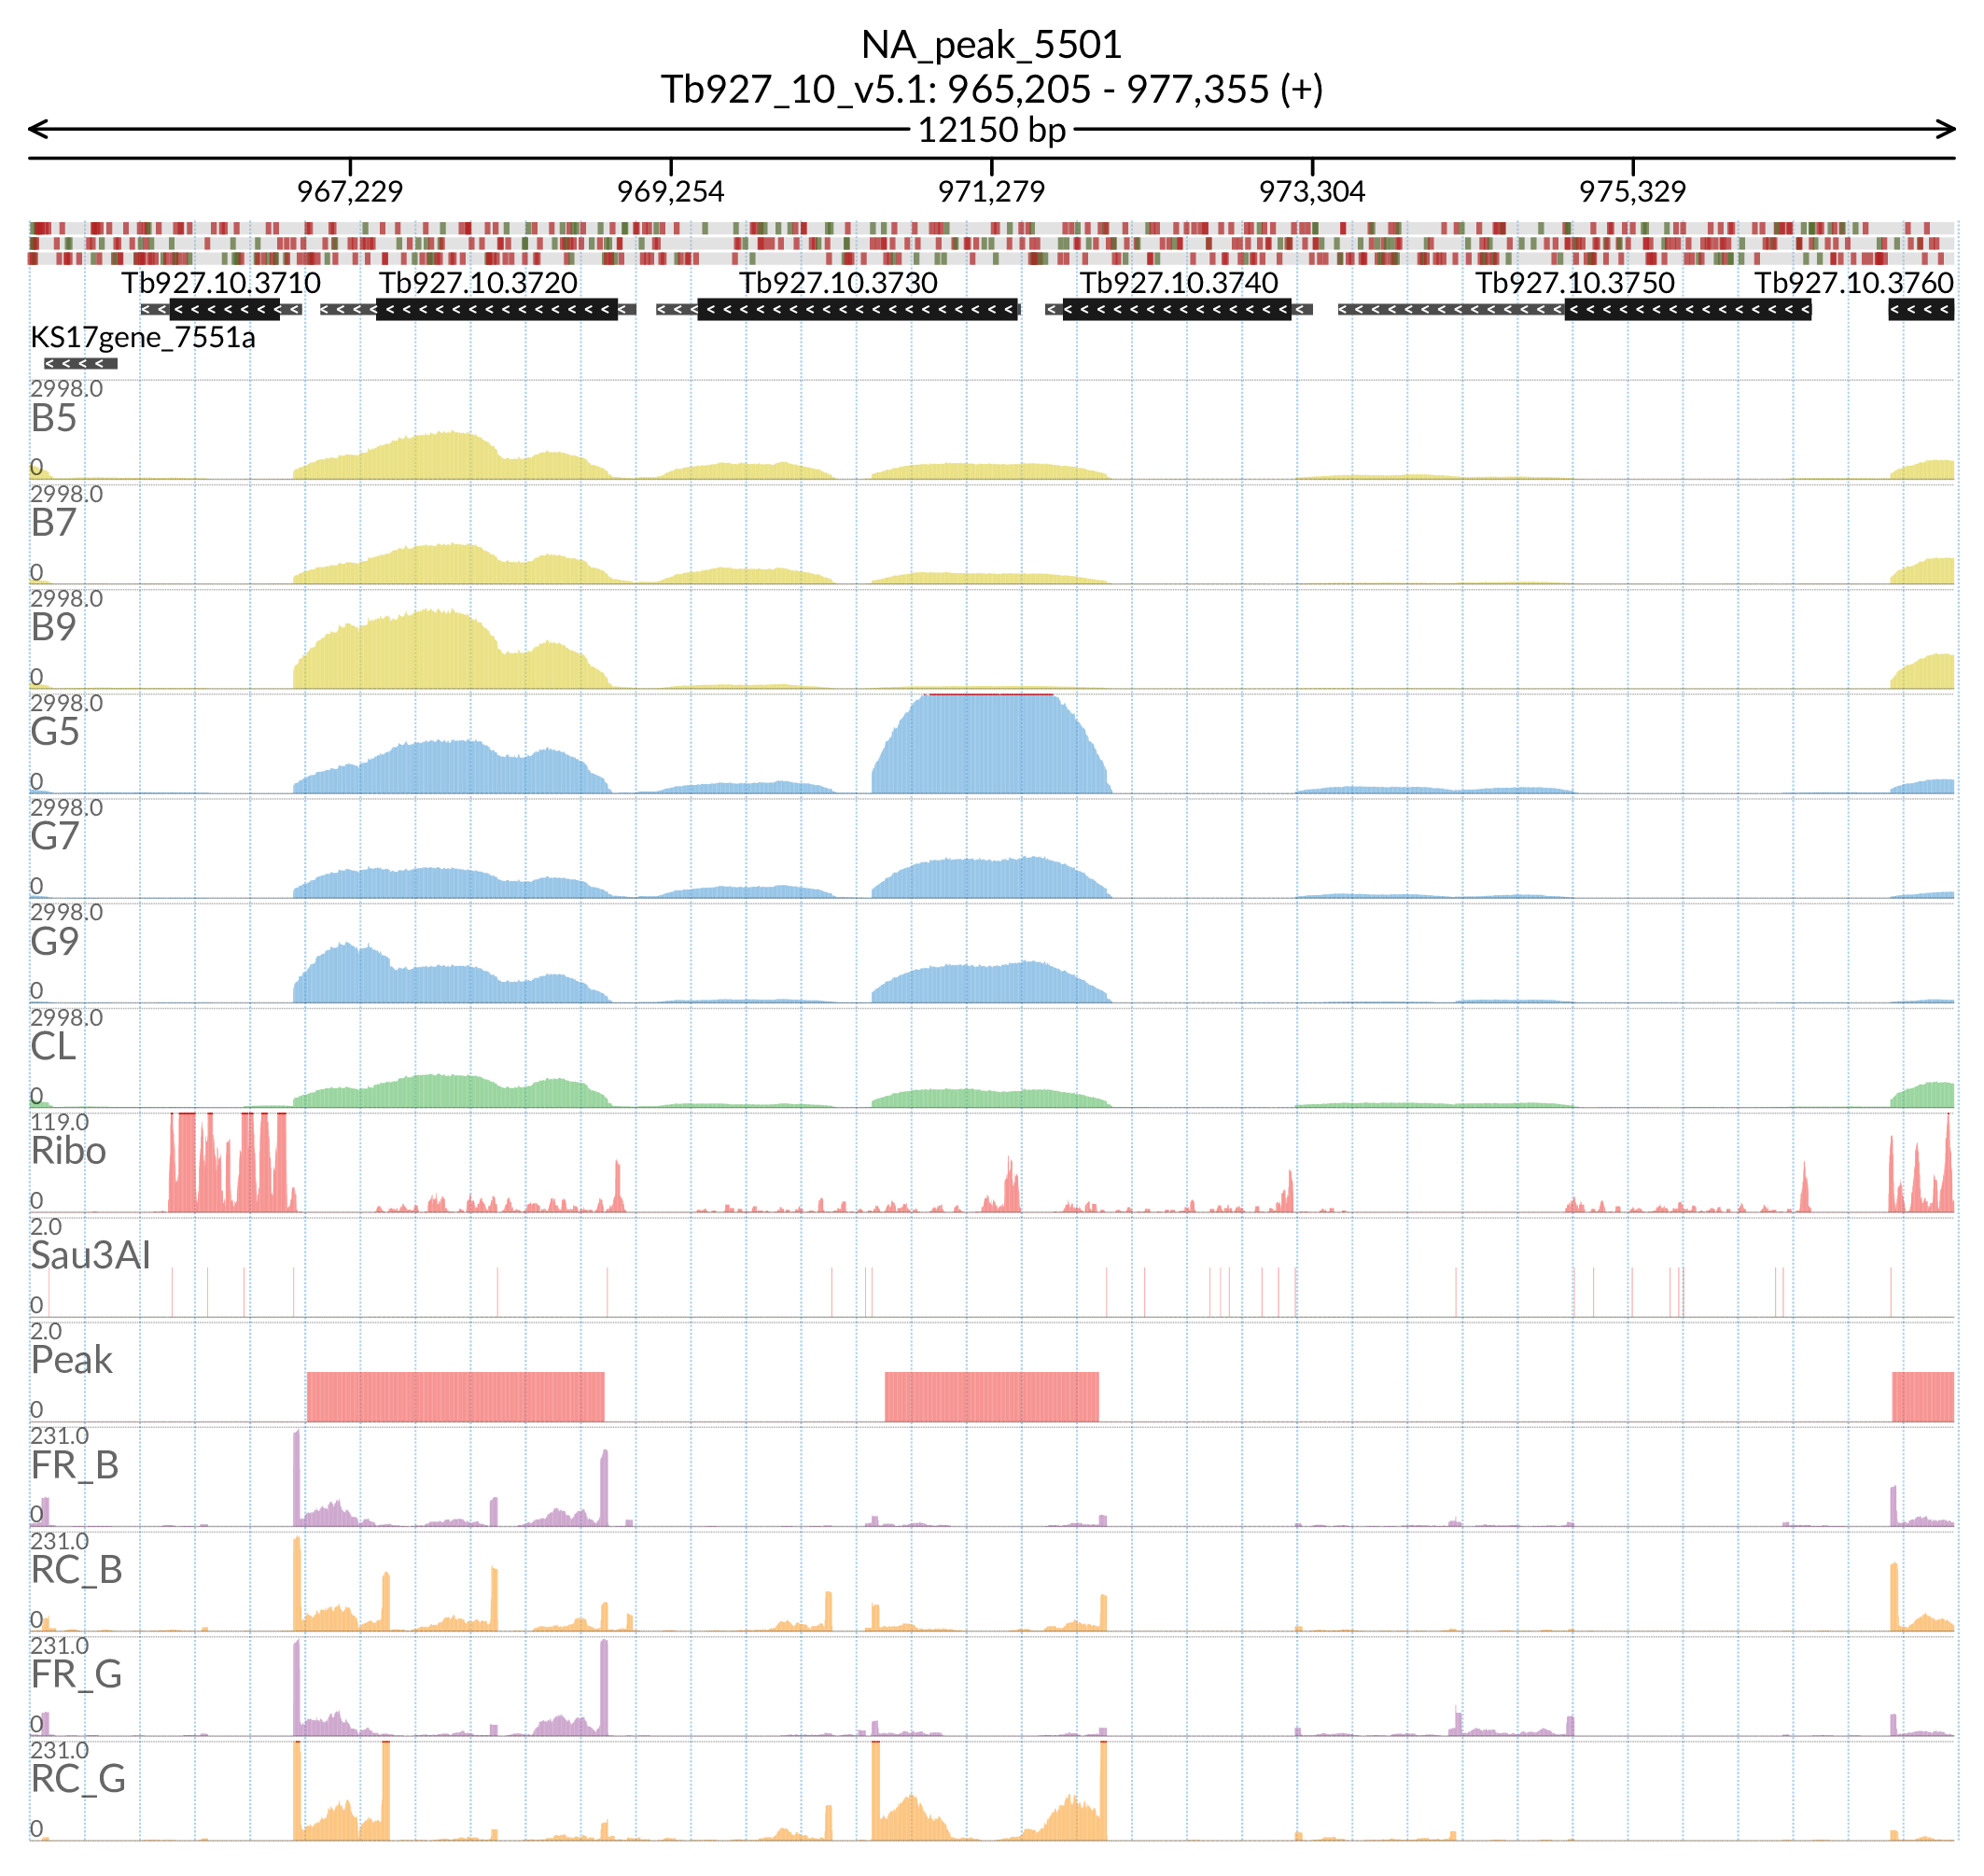 NA_peak_5501
Tb927_10_v5.1: 965,205 - 977,355 (+)
12150 bp
967,229 969,254 971,279 973,304 975,329
Tb927.10.3710 Tb927.10.3720 Tb927.10.3730 Tb927.10.3740 Tb927.10.3750 Tb927.10.3760
KS17gene_7551a
2998.0
B5
0
2998.0
B7
0
2998.0
B9
0
2998.0
G5
0
2998.0
G7
0
2998.0
G9
0
2998.0
CL
0
119.0
Ribo
0
2.0
Sau3AI
0
2.0
Peak
0
231.0
FR_B
0
231.0
RC_B
0
231.0
FR_G
0
231.0
RC_G
0